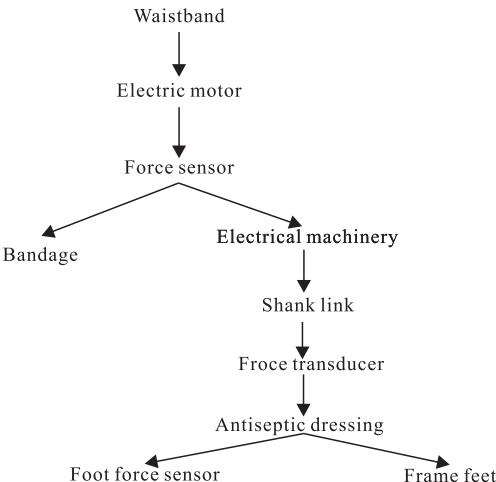 Waistband
Electric motor
Force sensor
Bandage
Electrical machinery
Shank link
Froce transducer
Antiseptic dressing
Foot force sensor
Frame feet